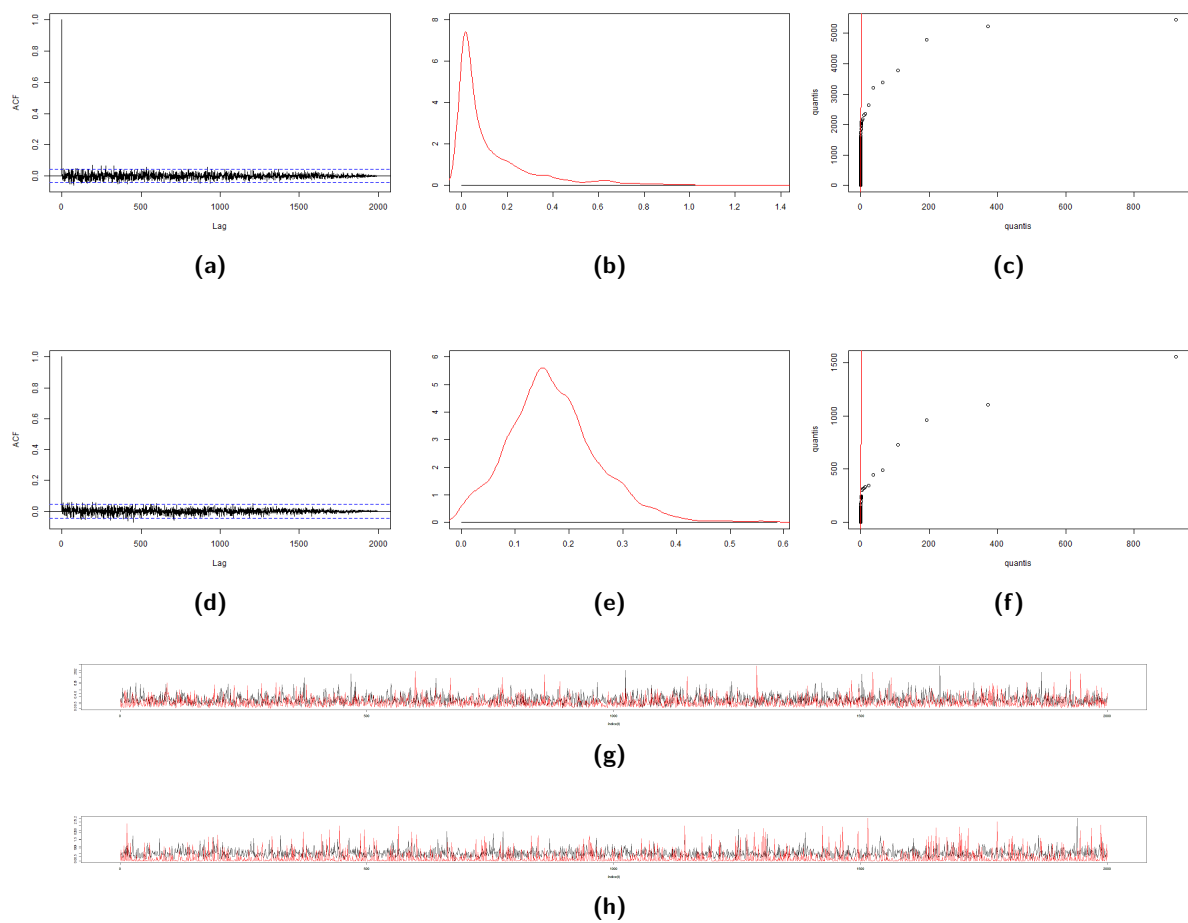 ACF
0.0 0.2 0.4 0.6 0.8 1.0
0 500 1000 1500 2000
Lag
(a)
0 2 4 6 8
0.0 0.2 0.4 0.6 0.8 1.0 1.2 1.4
(b)
quantis
0 1000 2000 3000 4000 5000
0 200 400 600 800
quantis
(c)
ACF
0.0 0.2 0.4 0.6 0.8 1.0
0 500 1000 1500 2000
Lag
(d)
0 1 2 3 4 5 6
0.0 0.1 0.2 0.3 0.4 0.5 0.6
(e)
quantis
0 500 1000 1500
0 200 400 600 800
quantis
(f)
0 500 1000 1500 2000
(g)
0 500 1000 1500 2000
(h)